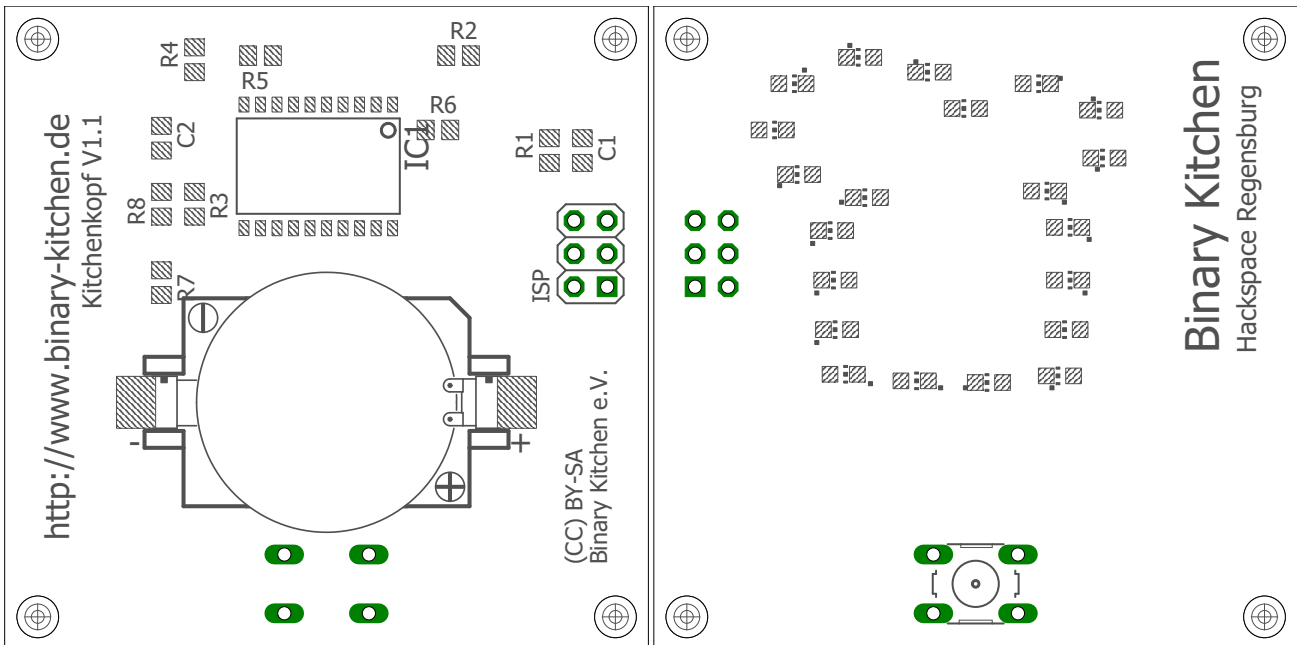 http://www.binary-kitchen.de
Kitchenkopf V1.1
R4
R5
R2
R6
IC1
C2
R1
C1
R8
R3
R7
ISP
-
+
(CC) BY-SA
Binary Kitchen e.V.
Binary Kitchen
Hackspace Regensburg